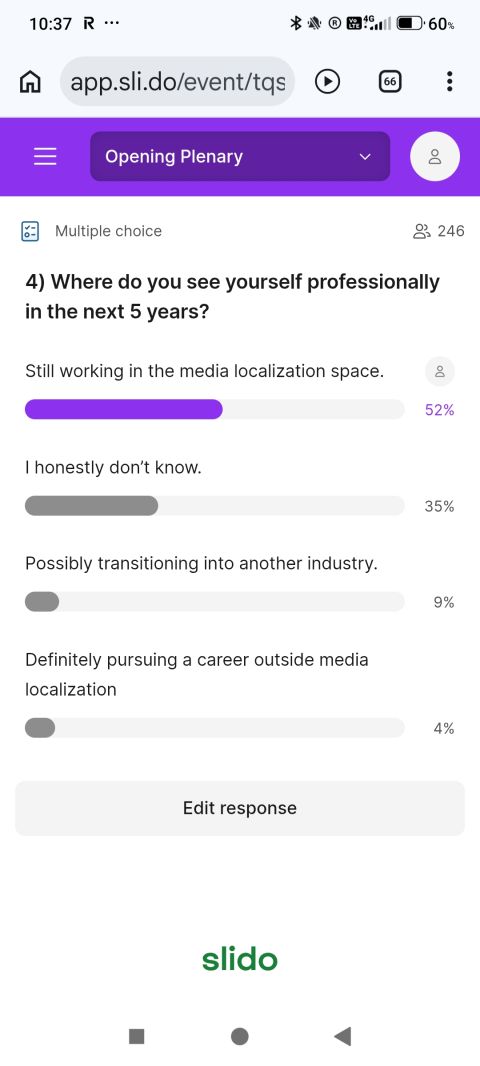 10:37 R ...
VoLTE 4G 60%
app.sli.do/event/tqs
66
Opening Plenary
Multiple choice
246
4) Where do you see yourself professionally
in the next 5 years?
Still working in the media localization space.
52%
I honestly don't know.
35%
Possibly transitioning into another industry.
9%
Definitely pursuing a career outside media
localization
4%
Edit response
slido